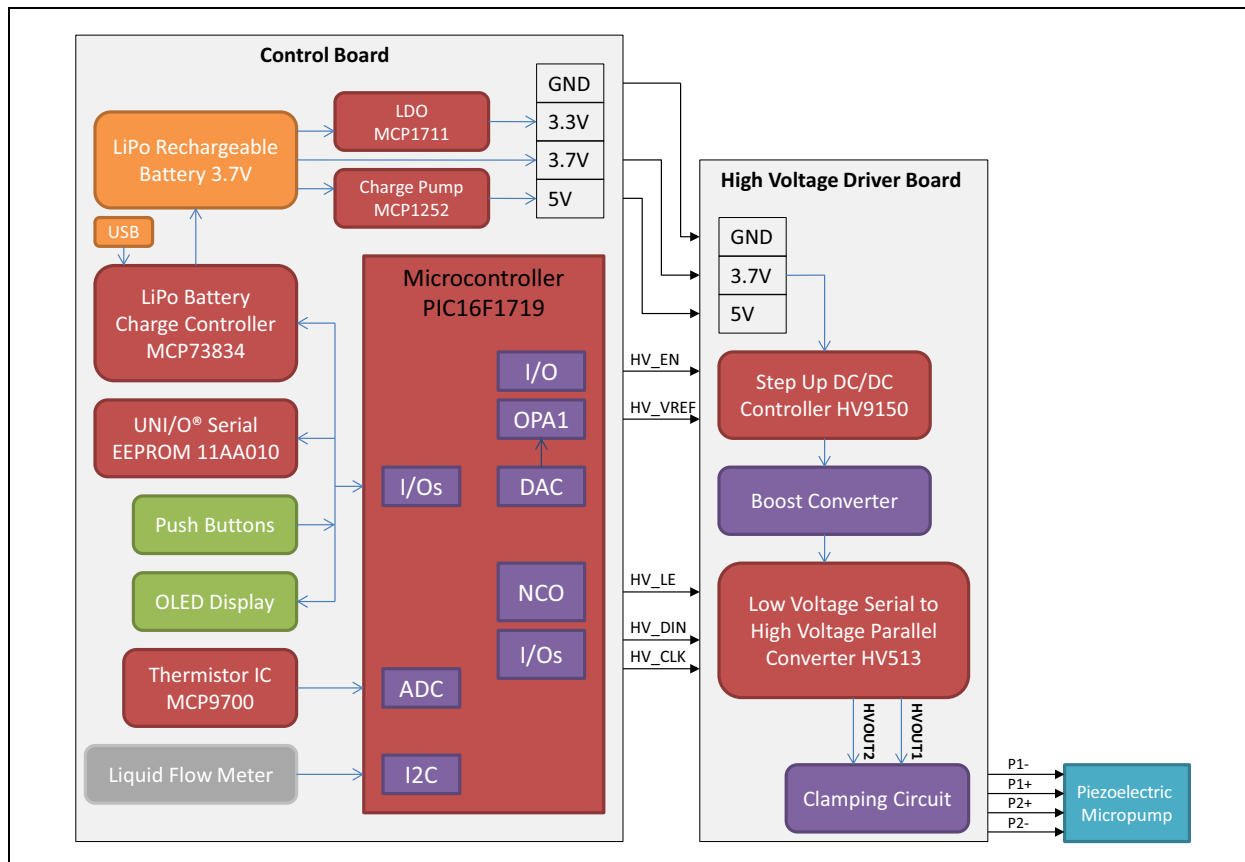 Control Board
LiPo Rechargeable
Battery 3.7V
LDO
MCP1711
Charge Pump
MCP1252
GND
3.3V
3.7V
5V
USB
LiPo Battery
Charge Controller
MCP73834
UNI/O® Serial
EEPROM 11AA010
Push Buttons
OLED Display
Thermistor IC
MCP9700
Liquid Flow Meter
Microcontroller
PIC16F1719
I/O
OPA1
DAC
I/Os
NCO
I/Os
ADC
I2C
HV_EN
HV_VREF
HV_LE
HV_DIN
HV_CLK
High Voltage Driver Board
GND
3.7V
5V
Step Up DC/DC
Controller HV9150
Boost Converter
Low Voltage Serial to
High Voltage Parallel
Converter HV513
HVOUT2
HVOUT1
Clamping Circuit
P1-
P1+
P2+
P2-
Piezoelectric
Micropump